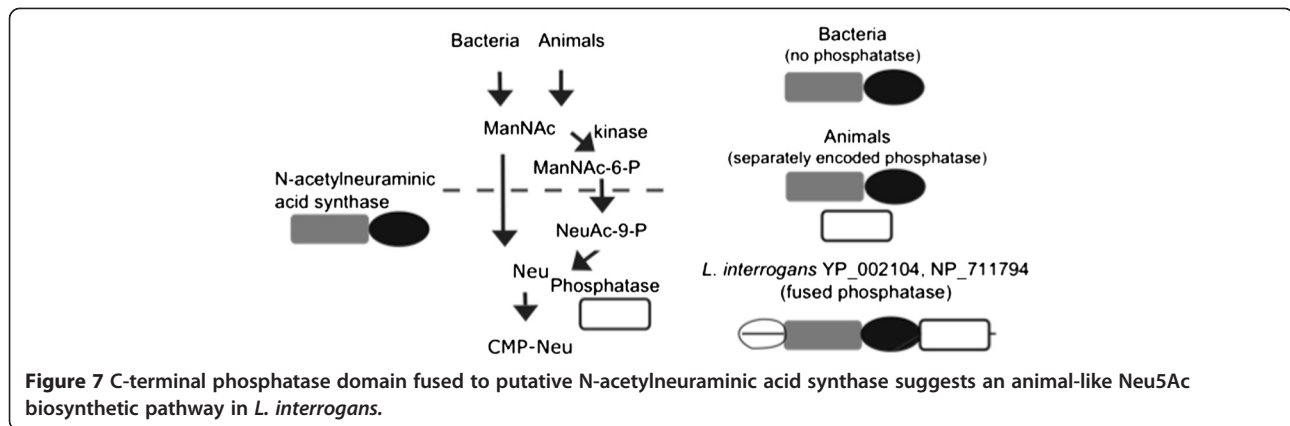 Bacteria Animals
ManNAc
kinase
ManNAc-6-P
N-acetylneuraminic
acid synthase
NeuAc-9-P
Neu
Phosphatase
CMP-Neu
Bacteria
(no phosphatatse)
Animals
(separately encoded phosphatase)
L. interrogans YP_002104, NP_711794
(fused phosphatase)
Figure 7 C-terminal phosphatase domain fused to putative N-acetylneuraminic acid synthase suggests an animal-like Neu5Ac
biosynthetic pathway in L. interrogans.